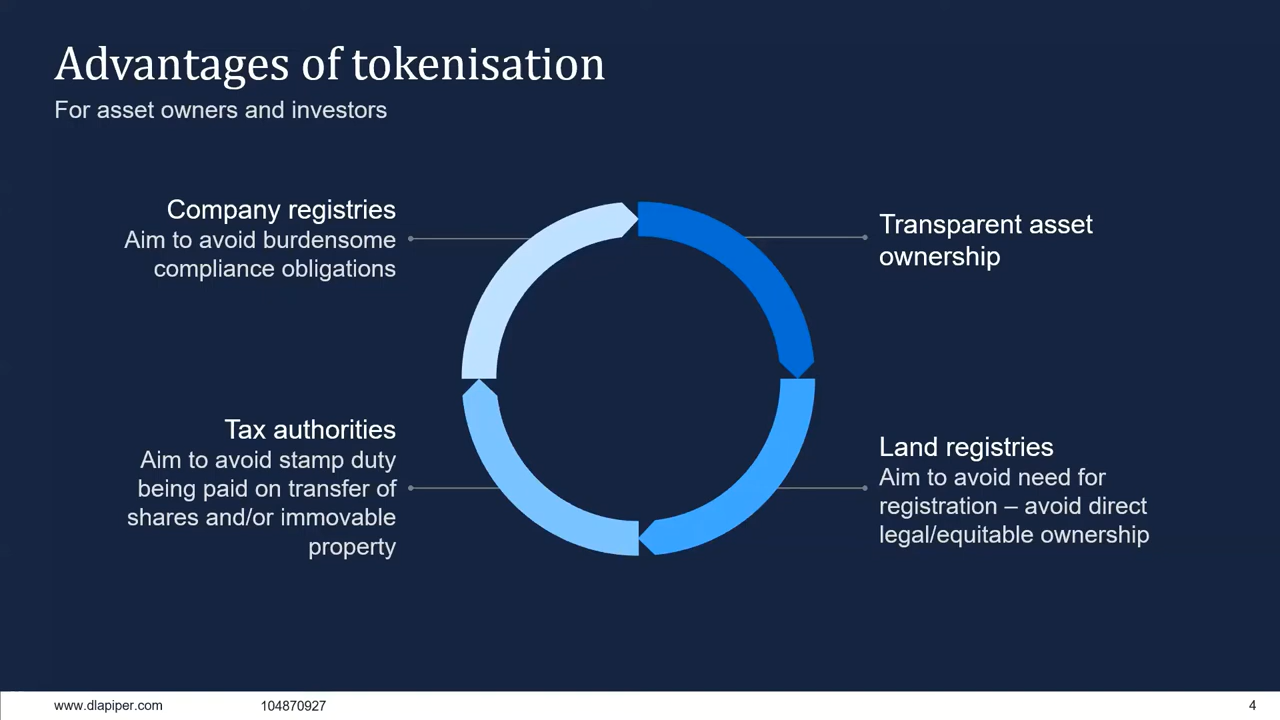 Advantages of tokenisation
For asset owners and investors
Company registries
Aim to avoid burdensome
compliance obligations
Transparent asset
ownership
Tax authorities
Aim to avoid stamp duty
being paid on transfer of
shares and/or immovable
property
Land registries
Aim to avoid need for
registration – avoid direct
legal/equitable ownership
www.dlapiper.com
104870927
4